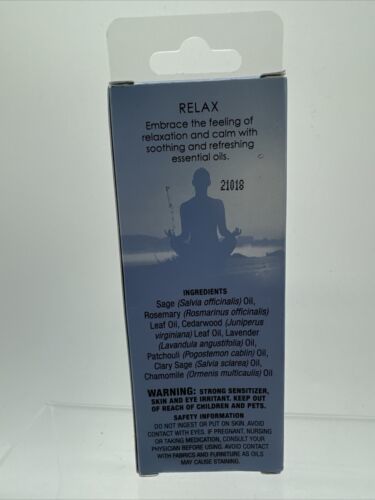 RELAX
Embrace the feeling of
relaxation and calm with
soothing and refreshing
essential oils.
21018
INGREDIENTS
Sage (Salvia officinalis) Oil,
Rosemary (Rosmarinus officinalis)
Leaf Oil, Cedarwood (Juniperus
virginiana) Leaf Oil, Lavender
(Lavandula angustifolia) Oil,
Patchouli (Pogostemon cablin) Oil,
Clary Sage (Salvia sclarea) Oil,
Chamomile (Ormenis multicaulis) Oil
WARNING: STRONG SENSITIZER,
SKIN AND EYE IRRITANT. KEEP OUT
OF REACH OF CHILDREN AND PETS.
SAFETY INFORMATION
DO NOT INGEST OR PUT ON SKIN. AVOID
CONTACT WITH EYES. IF PREGNANT, NURSING
OR TAKING MEDICATION, CONSULT YOUR
PHYSICIAN BEFORE USING. AVOID CONTACT
WITH FABRICS AND FURNITURE AS OILS
MAY CAUSE STAINING.